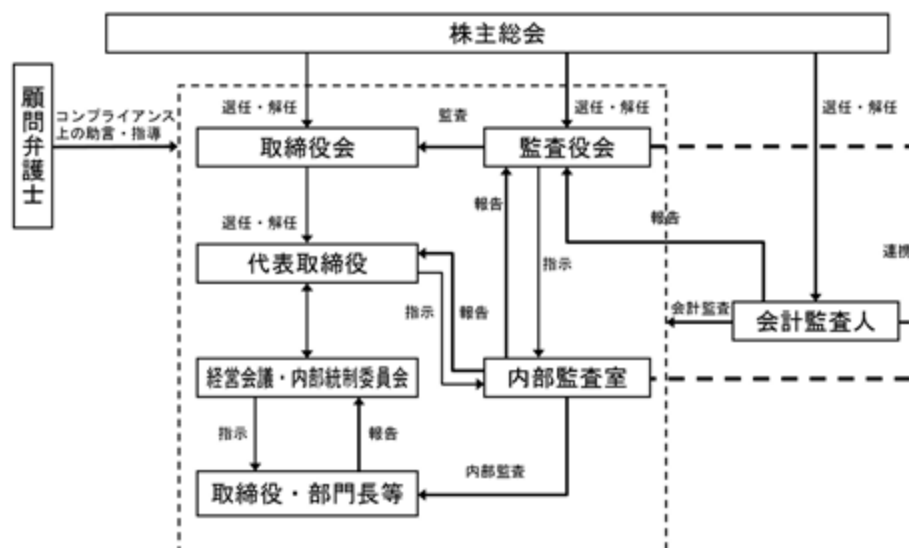 株主総会
顧問弁護士
コンプライアンス
上の助言・指導
選任・解任
選任・解任
選任・解任
監査
取締役会
監査役会
選任・解任
報告
報告
連携
代表取締役
指示
報告
指示
会計監査
会計監査人
経営会議・内部統制委員会
内部監査室
指示
報告
内部監査
取締役・部門長等